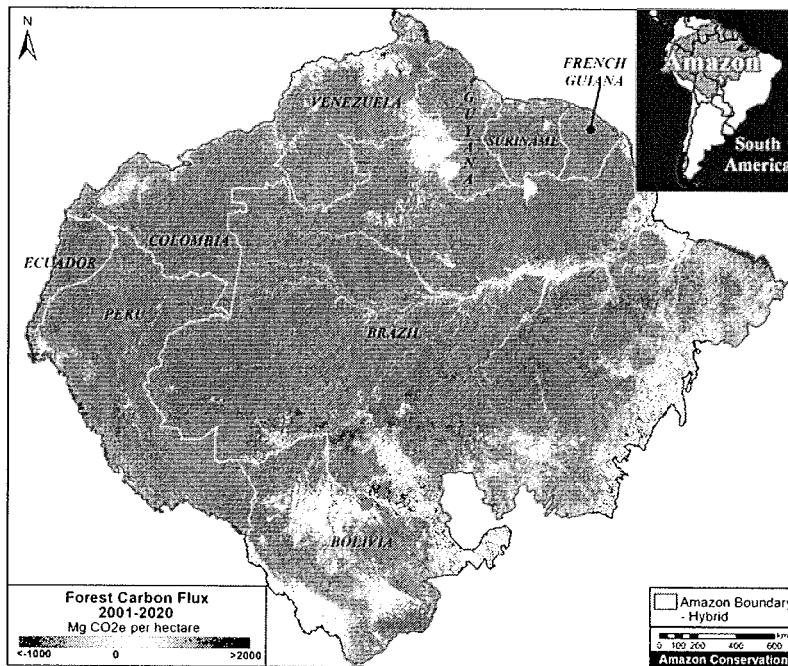 N
FRENCH
GUIANA
Amazon
South
America
VENEZUELA
GUYANA
SURINAME
COLOMBIA
ECUADOR
PERU
BRAZIL
BOLIVIA
Forest Carbon Flux
2001-2020
Mg CO2e per hectare
<-1000 0 >2000
Amazon Boundary
- Hybrid
km
0 100 200 400 600
Amazon Conservation